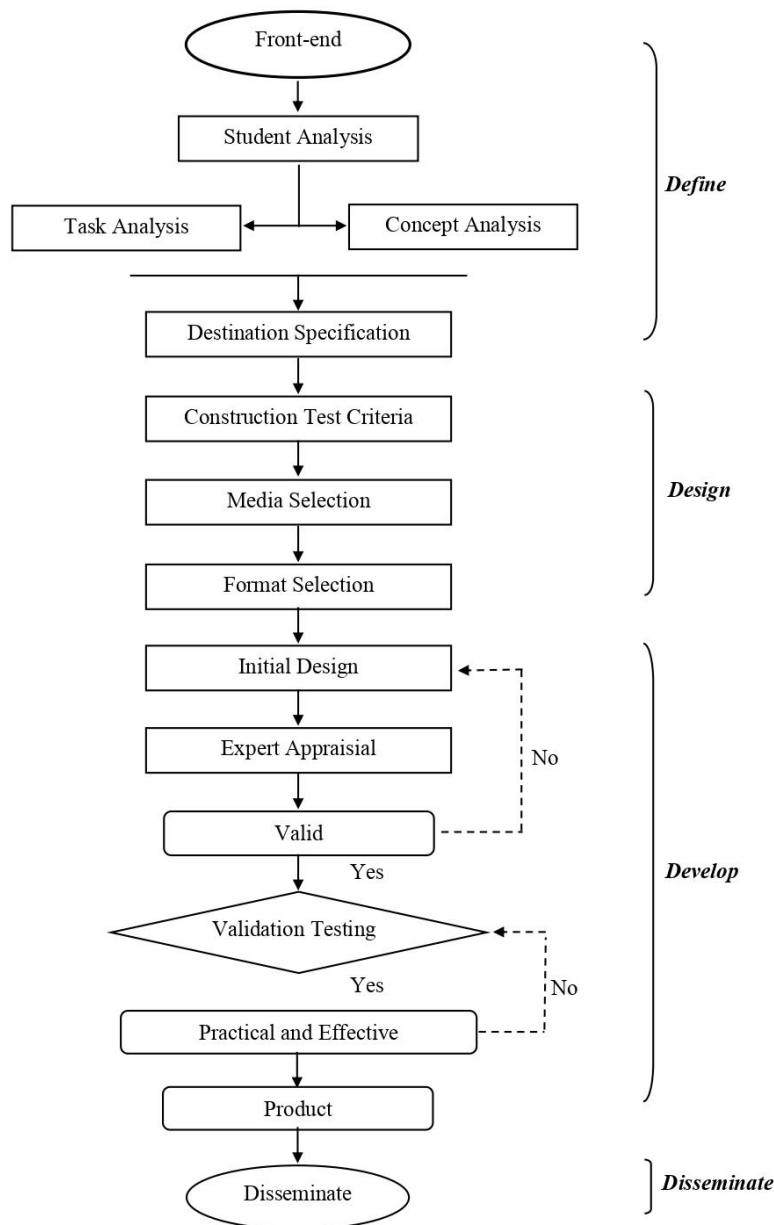 Front-end
Student Analysis
Define
Task Analysis
Concept Analysis
Destination Specification
Construction Test Criteria
Design
Media Selection
Format Selection
Initial Design
Expert Appraisial
No
Valid
Yes
Develop
Validation Testing
Yes
No
Practical and Effective
Product
Disseminate
Disseminate